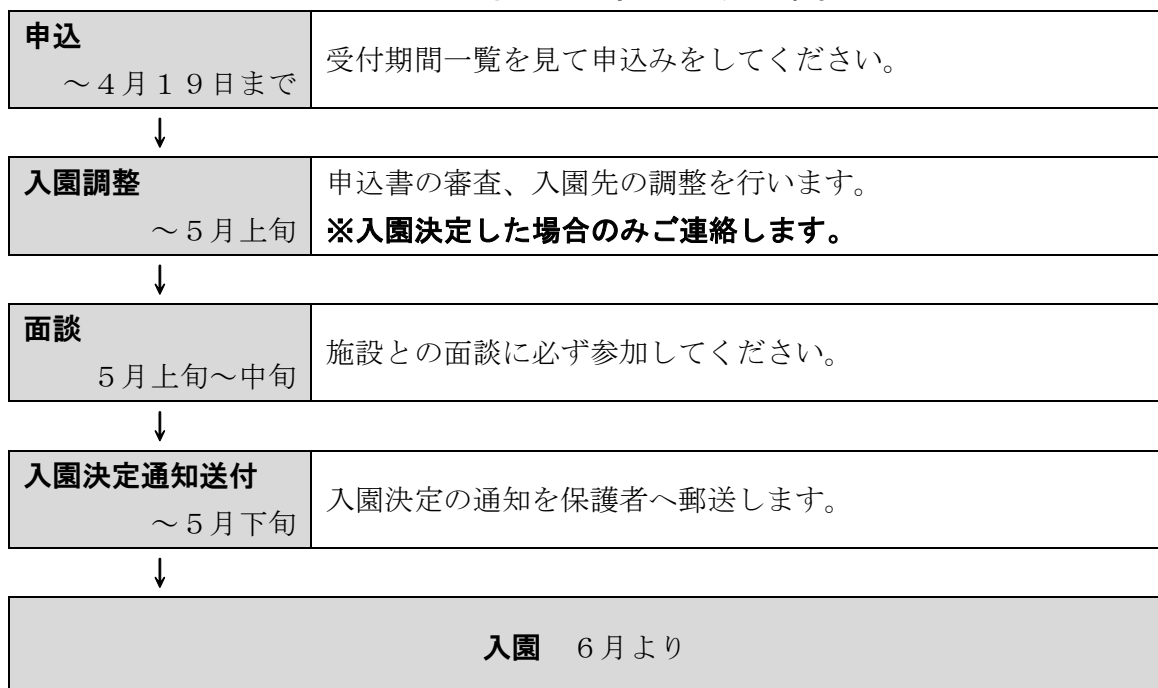 申込
～４月１９日まで
受付期間一覧を見て申込みをしてください。
↓
入園調整
～５月上旬
申込書の審査、入園先の調整を行います。
※入園決定した場合のみご連絡します。
↓
面談
５月上旬～中旬
施設との面談に必ず参加してください。
↓
入園決定通知送付
～５月下旬
入園決定の通知を保護者へ郵送します。
↓
入園　６月より